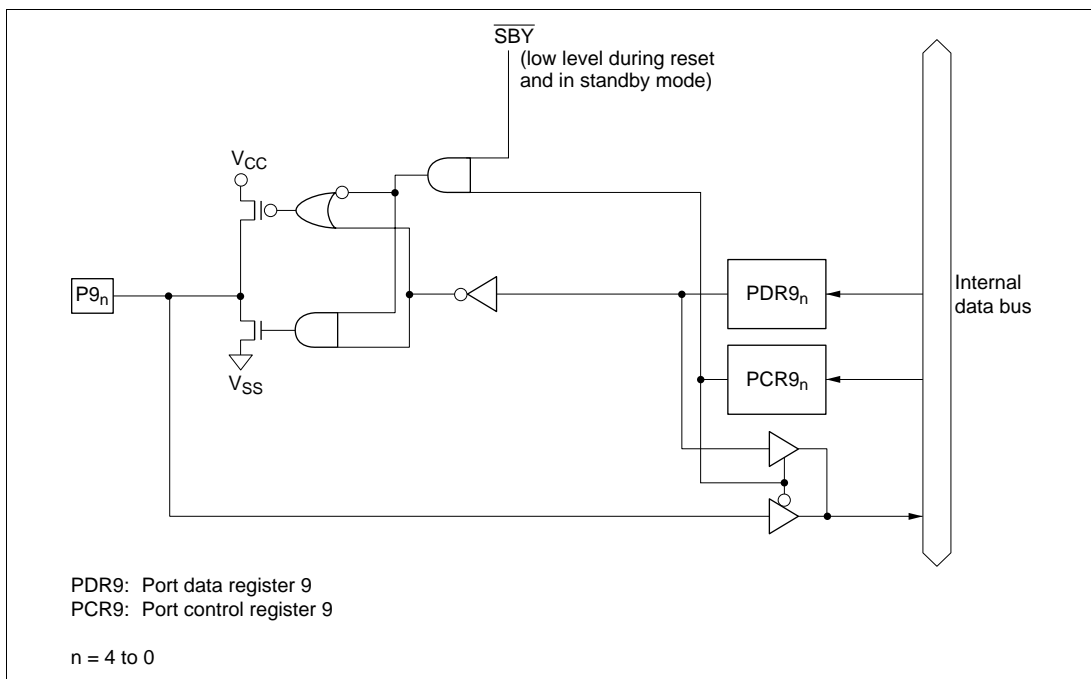 SBY
(low level during reset
and in standby mode)
VCC
P9n
VSS
PDR9n
PCR9n
Internal
data bus
PDR9: Port data register 9
PCR9: Port control register 9
n = 4 to 0